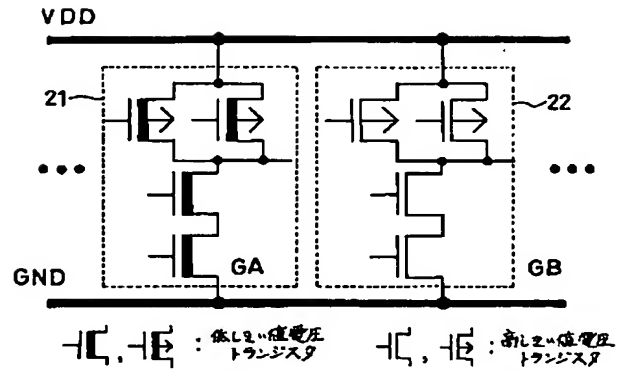 VDD
21
22
...
...
GA
GB
GND
: 低しきい値電圧
トランジスタ
: 高しきい値電圧
トランジスタ